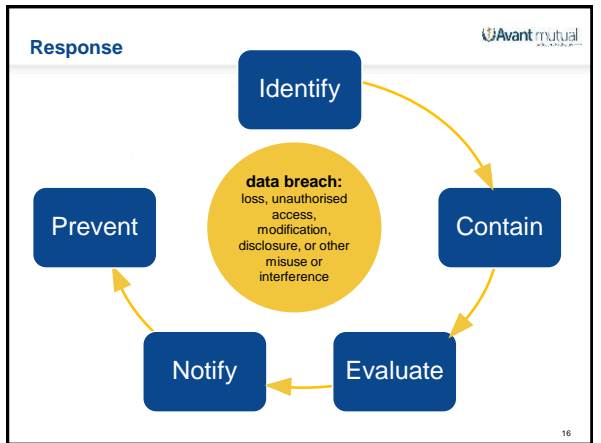 Response
Avant mutual
Identify
data breach:
loss, unauthorised
access,
modification,
disclosure, or other
misuse or
interference
Prevent
Contain
Notify
Evaluate
16